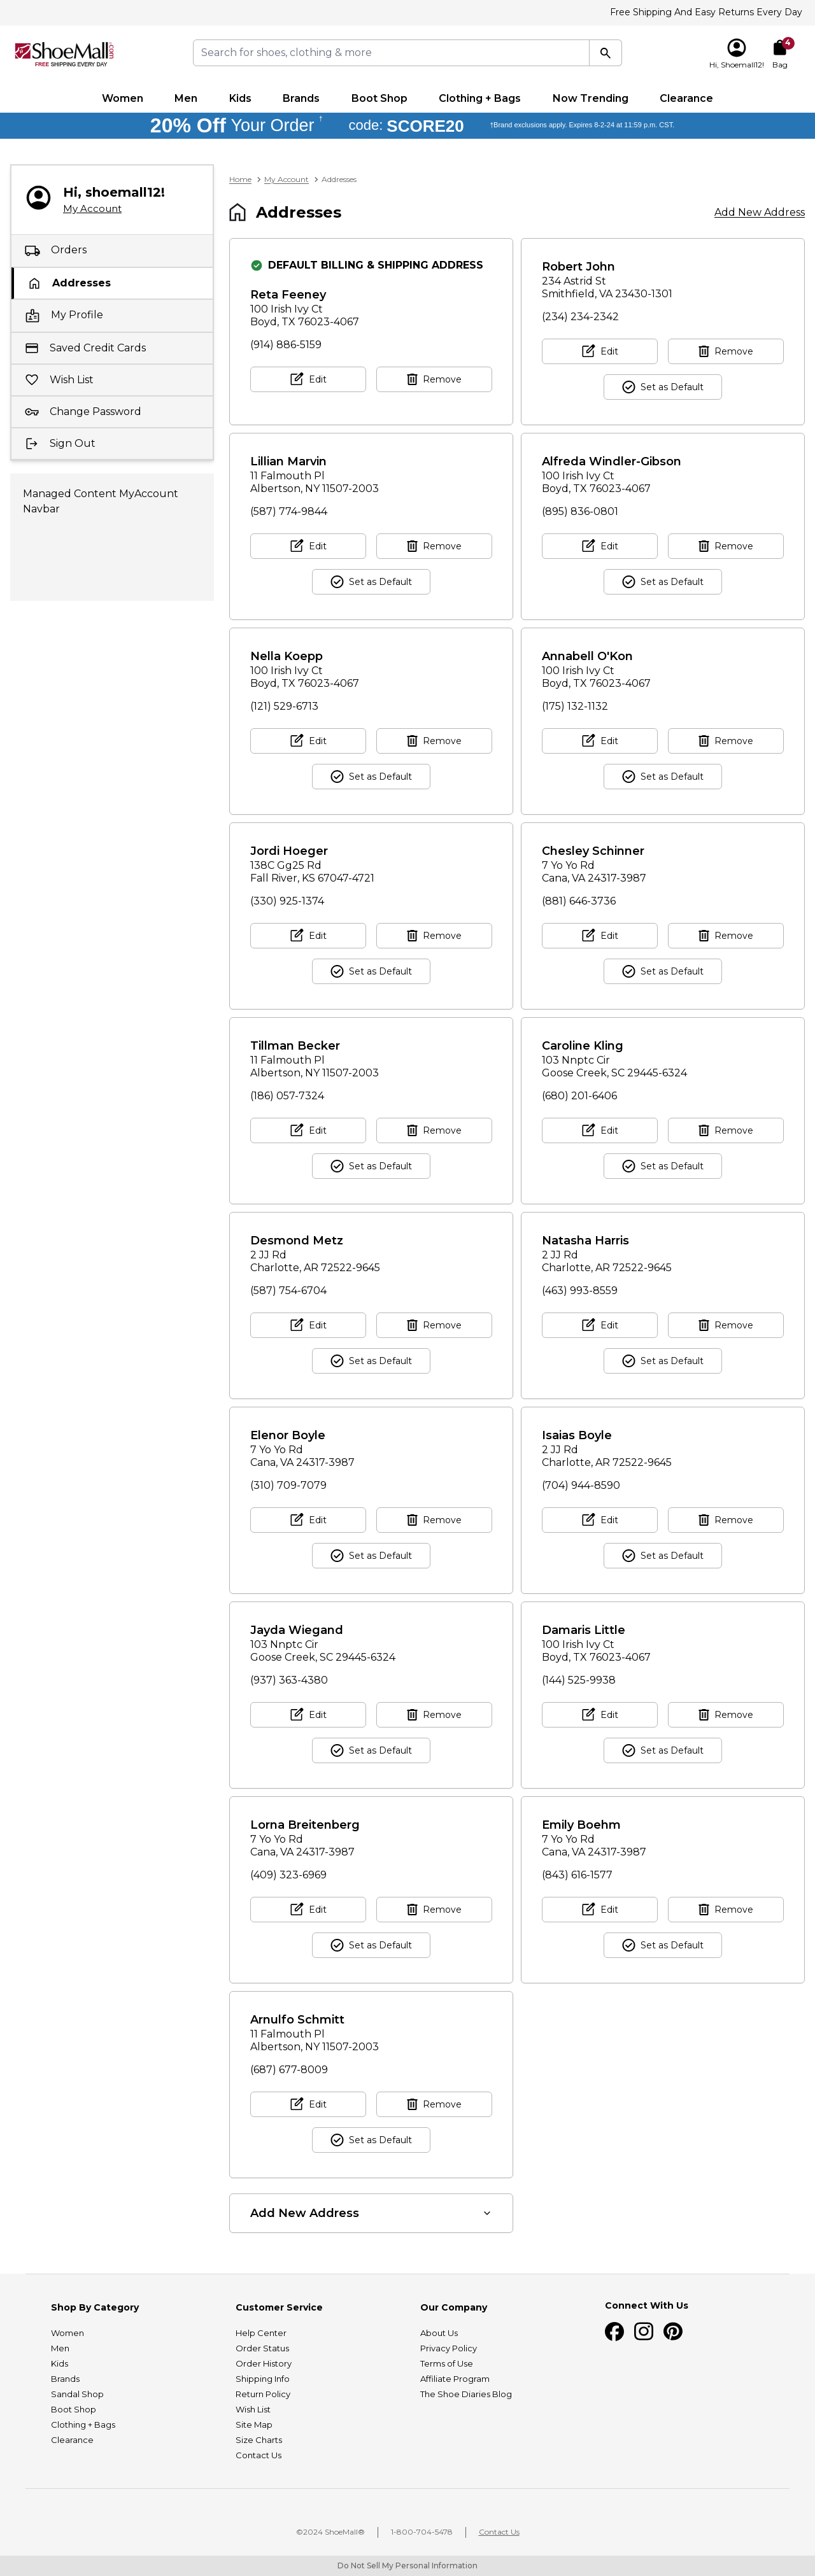 Free Shipping And Easy Returns Every Day
ShoeMall.com
FREE SHIPPING EVERY DAY
Search for shoes, clothing & more
4
Hi, Shoemall12!
Bag
Women
Men
Kids
Brands
Boot Shop
Clothing + Bags
Now Trending
Clearance
20% Off Your Order † code: SCORE20 †Brand exclusions apply. Expires 8-2-24 at 11:59 p.m. CST.
Hi, shoemall12!
My Account
Orders
Addresses
My Profile
Saved Credit Cards
Wish List
Change Password
Sign Out
Managed Content MyAccount
Navbar
Home > My Account > Addresses
Addresses
Add New Address
DEFAULT BILLING & SHIPPING ADDRESS
Reta Feeney
100 Irish Ivy Ct
Boyd, TX 76023-4067
(914) 886-5159
Edit
Remove
Robert John
234 Astrid St
Smithfield, VA 23430-1301
(234) 234-2342
Edit
Remove
Set as Default
Lillian Marvin
11 Falmouth Pl
Albertson, NY 11507-2003
(587) 774-9844
Edit
Remove
Set as Default
Alfreda Windler-Gibson
100 Irish Ivy Ct
Boyd, TX 76023-4067
(895) 836-0801
Edit
Remove
Set as Default
Nella Koepp
100 Irish Ivy Ct
Boyd, TX 76023-4067
(121) 529-6713
Edit
Remove
Set as Default
Annabell O'Kon
100 Irish Ivy Ct
Boyd, TX 76023-4067
(175) 132-1132
Edit
Remove
Set as Default
Jordi Hoeger
138C Gg25 Rd
Fall River, KS 67047-4721
(330) 925-1374
Edit
Remove
Set as Default
Chesley Schinner
7 Yo Yo Rd
Cana, VA 24317-3987
(881) 646-3736
Edit
Remove
Set as Default
Tillman Becker
11 Falmouth Pl
Albertson, NY 11507-2003
(186) 057-7324
Edit
Remove
Set as Default
Caroline Kling
103 Nnptc Cir
Goose Creek, SC 29445-6324
(680) 201-6406
Edit
Remove
Set as Default
Desmond Metz
2 JJ Rd
Charlotte, AR 72522-9645
(587) 754-6704
Edit
Remove
Set as Default
Natasha Harris
2 JJ Rd
Charlotte, AR 72522-9645
(463) 993-8559
Edit
Remove
Set as Default
Elenor Boyle
7 Yo Yo Rd
Cana, VA 24317-3987
(310) 709-7079
Edit
Remove
Set as Default
Isaias Boyle
2 JJ Rd
Charlotte, AR 72522-9645
(704) 944-8590
Edit
Remove
Set as Default
Jayda Wiegand
103 Nnptc Cir
Goose Creek, SC 29445-6324
(937) 363-4380
Edit
Remove
Set as Default
Damaris Little
100 Irish Ivy Ct
Boyd, TX 76023-4067
(144) 525-9938
Edit
Remove
Set as Default
Lorna Breitenberg
7 Yo Yo Rd
Cana, VA 24317-3987
(409) 323-6969
Edit
Remove
Set as Default
Emily Boehm
7 Yo Yo Rd
Cana, VA 24317-3987
(843) 616-1577
Edit
Remove
Set as Default
Arnulfo Schmitt
11 Falmouth Pl
Albertson, NY 11507-2003
(687) 677-8009
Edit
Remove
Set as Default
Add New Address
Shop By Category
Women
Men
Kids
Brands
Sandal Shop
Boot Shop
Clothing + Bags
Clearance
Customer Service
Help Center
Order Status
Order History
Shipping Info
Return Policy
Wish List
Site Map
Size Charts
Contact Us
Our Company
About Us
Privacy Policy
Terms of Use
Affiliate Program
The Shoe Diaries Blog
Connect With Us
©2024 ShoeMall®
1-800-704-5478
Contact Us
Do Not Sell My Personal Information